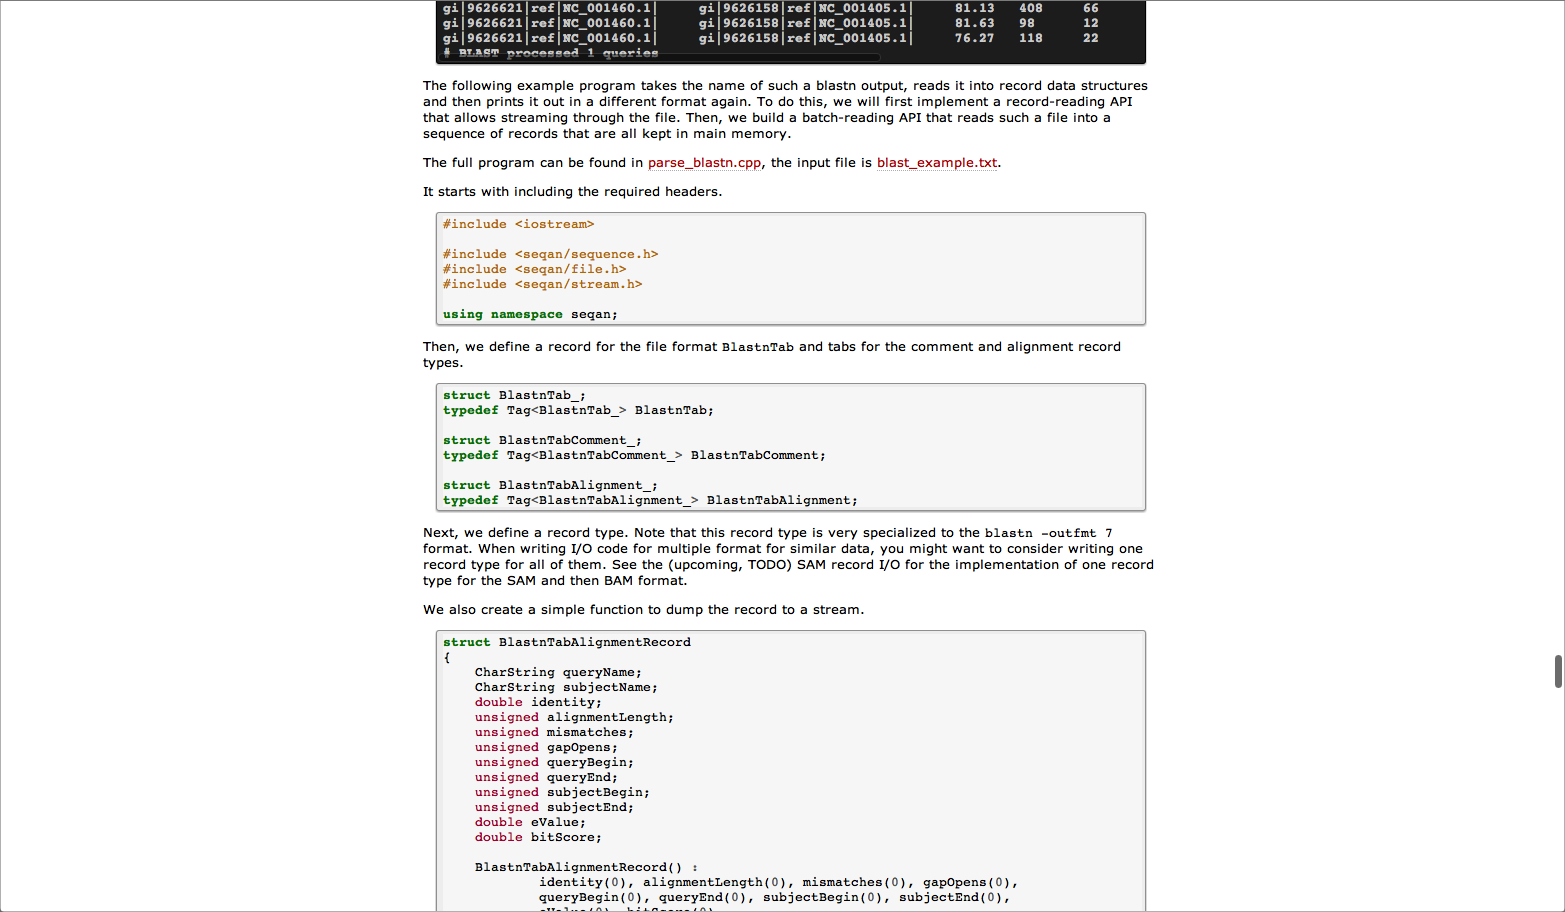 gi|9626621|ref|NC_001460.1|     gi|9626158|ref|NC_001405.1|     81.13   408     66
gi|9626621|ref|NC_001460.1|     gi|9626158|ref|NC_001405.1|     81.63   98      12
gi|9626621|ref|NC_001460.1|     gi|9626158|ref|NC_001405.1|     76.27   118     22
# BLAST processed 1 queries
The following example program takes the name of such a blastn output, reads it into record data structures
and then prints it out in a different format again. To do this, we will first implement a record-reading API
that allows streaming through the file. Then, we build a batch-reading API that reads such a file into a
sequence of records that are all kept in main memory.
The full program can be found in parse_blastn.cpp, the input file is blast_example.txt.
It starts with including the required headers.
#include <iostream>
#include <seqan/sequence.h>
#include <seqan/file.h>
#include <seqan/stream.h>
using namespace seqan;
Then, we define a record for the file format BlastnTab and tabs for the comment and alignment record
types.
struct BlastnTab_;
typedef Tag<BlastnTab_> BlastnTab;
struct BlastnTabComment_;
typedef Tag<BlastnTabComment_> BlastnTabComment;
struct BlastnTabAlignment_;
typedef Tag<BlastnTabAlignment_> BlastnTabAlignment;
Next, we define a record type. Note that this record type is very specialized to the blastn -outfmt 7
format. When writing I/O code for multiple format for similar data, you might want to consider writing one
record type for all of them. See the (upcoming, TODO) SAM record I/O for the implementation of one record
type for the SAM and then BAM format.
We also create a simple function to dump the record to a stream.
struct BlastnTabAlignmentRecord
{
    CharString queryName;
    CharString subjectName;
    double identity;
    unsigned alignmentLength;
    unsigned mismatches;
    unsigned gapOpens;
    unsigned queryBegin;
    unsigned queryEnd;
    unsigned subjectBegin;
    unsigned subjectEnd;
    double eValue;
    double bitScore;
    BlastnTabAlignmentRecord() :
            identity(0), alignmentLength(0), mismatches(0), gapOpens(0),
            queryBegin(0), queryEnd(0), subjectBegin(0), subjectEnd(0),